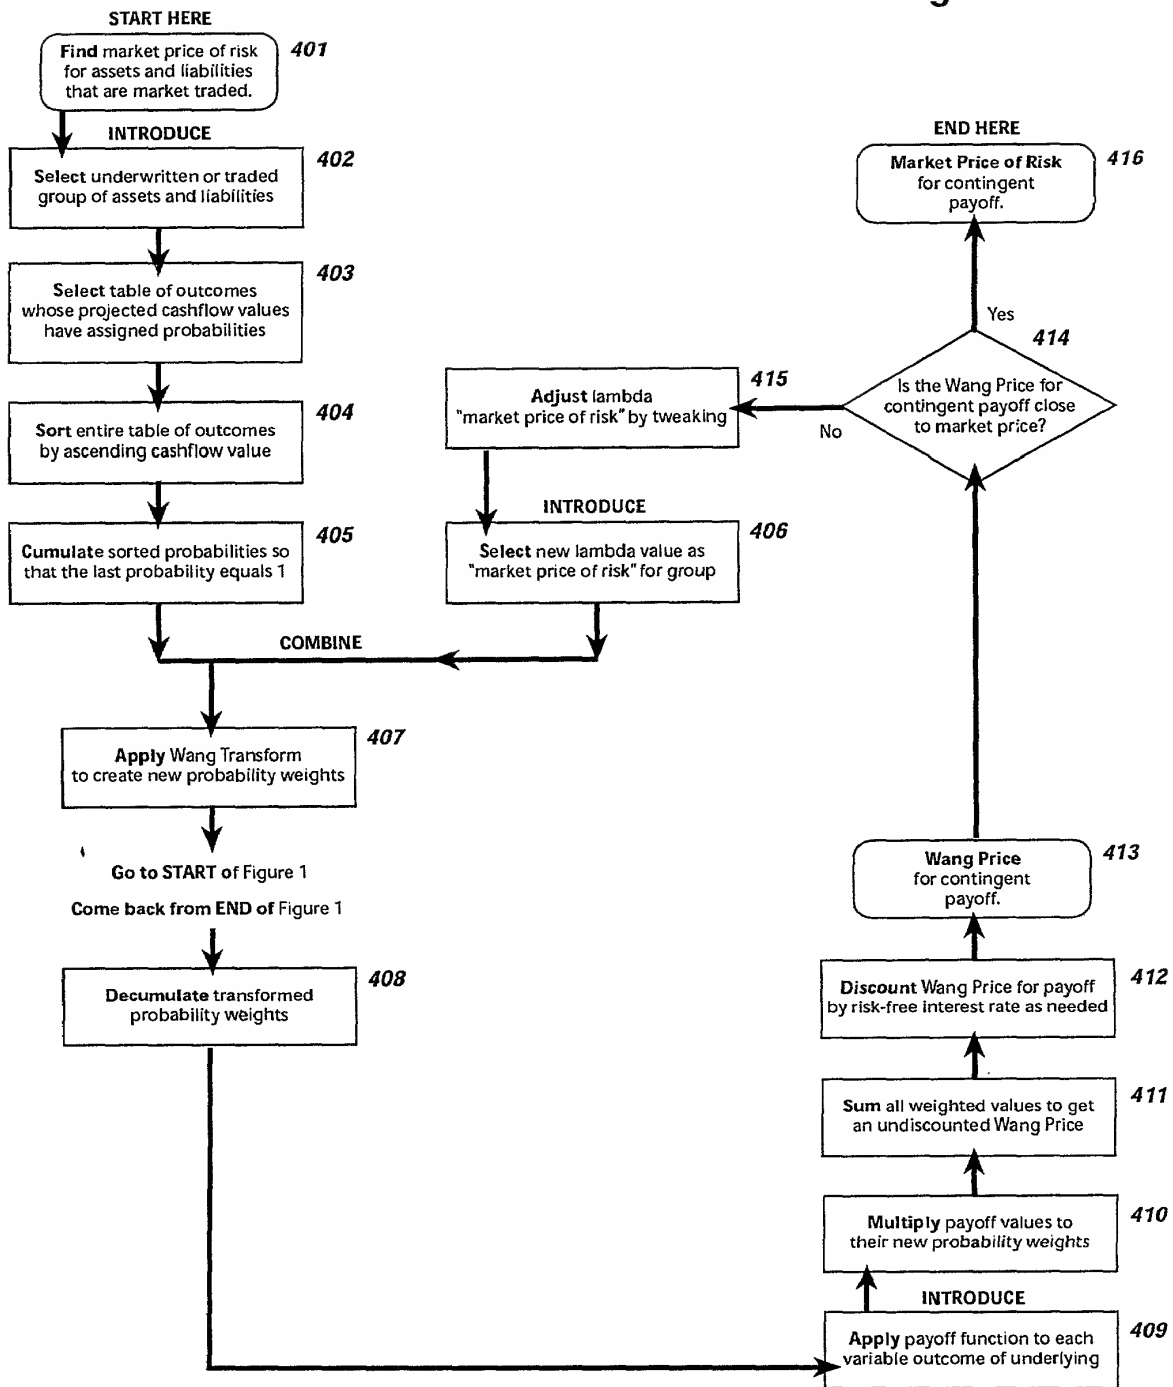 START HERE
Find market price of risk
for assets and liabilities
that are market traded.
401
INTRODUCE
Select underwritten or traded
group of assets and liabilities
402
Select table of outcomes
whose projected cashflow values
have assigned probabilities
403
Sort entire table of outcomes
by ascending cashflow value
404
Cumulate sorted probabilities so
that the last probability equals 1
405
Adjust lambda
"market price of risk" by tweaking
415
INTRODUCE
Select new lambda value as
"market price of risk" for group
406
COMBINE
Apply Wang Transform
to create new probability weights
407
Go to START of Figure 1
Come back from END of Figure 1
Decumulate transformed
probability weights
408
INTRODUCE
Apply payoff function to each
variable outcome of underlying
409
Multiply payoff values to
their new probability weights
410
Sum all weighted values to get
an undiscounted Wang Price
411
Discount Wang Price for payoff
by risk-free interest rate as needed
412
Wang Price
for contingent
payoff.
413
Is the Wang Price for
contingent payoff close
to market price?
414
No
Yes
END HERE
Market Price of Risk
for contingent
payoff.
416